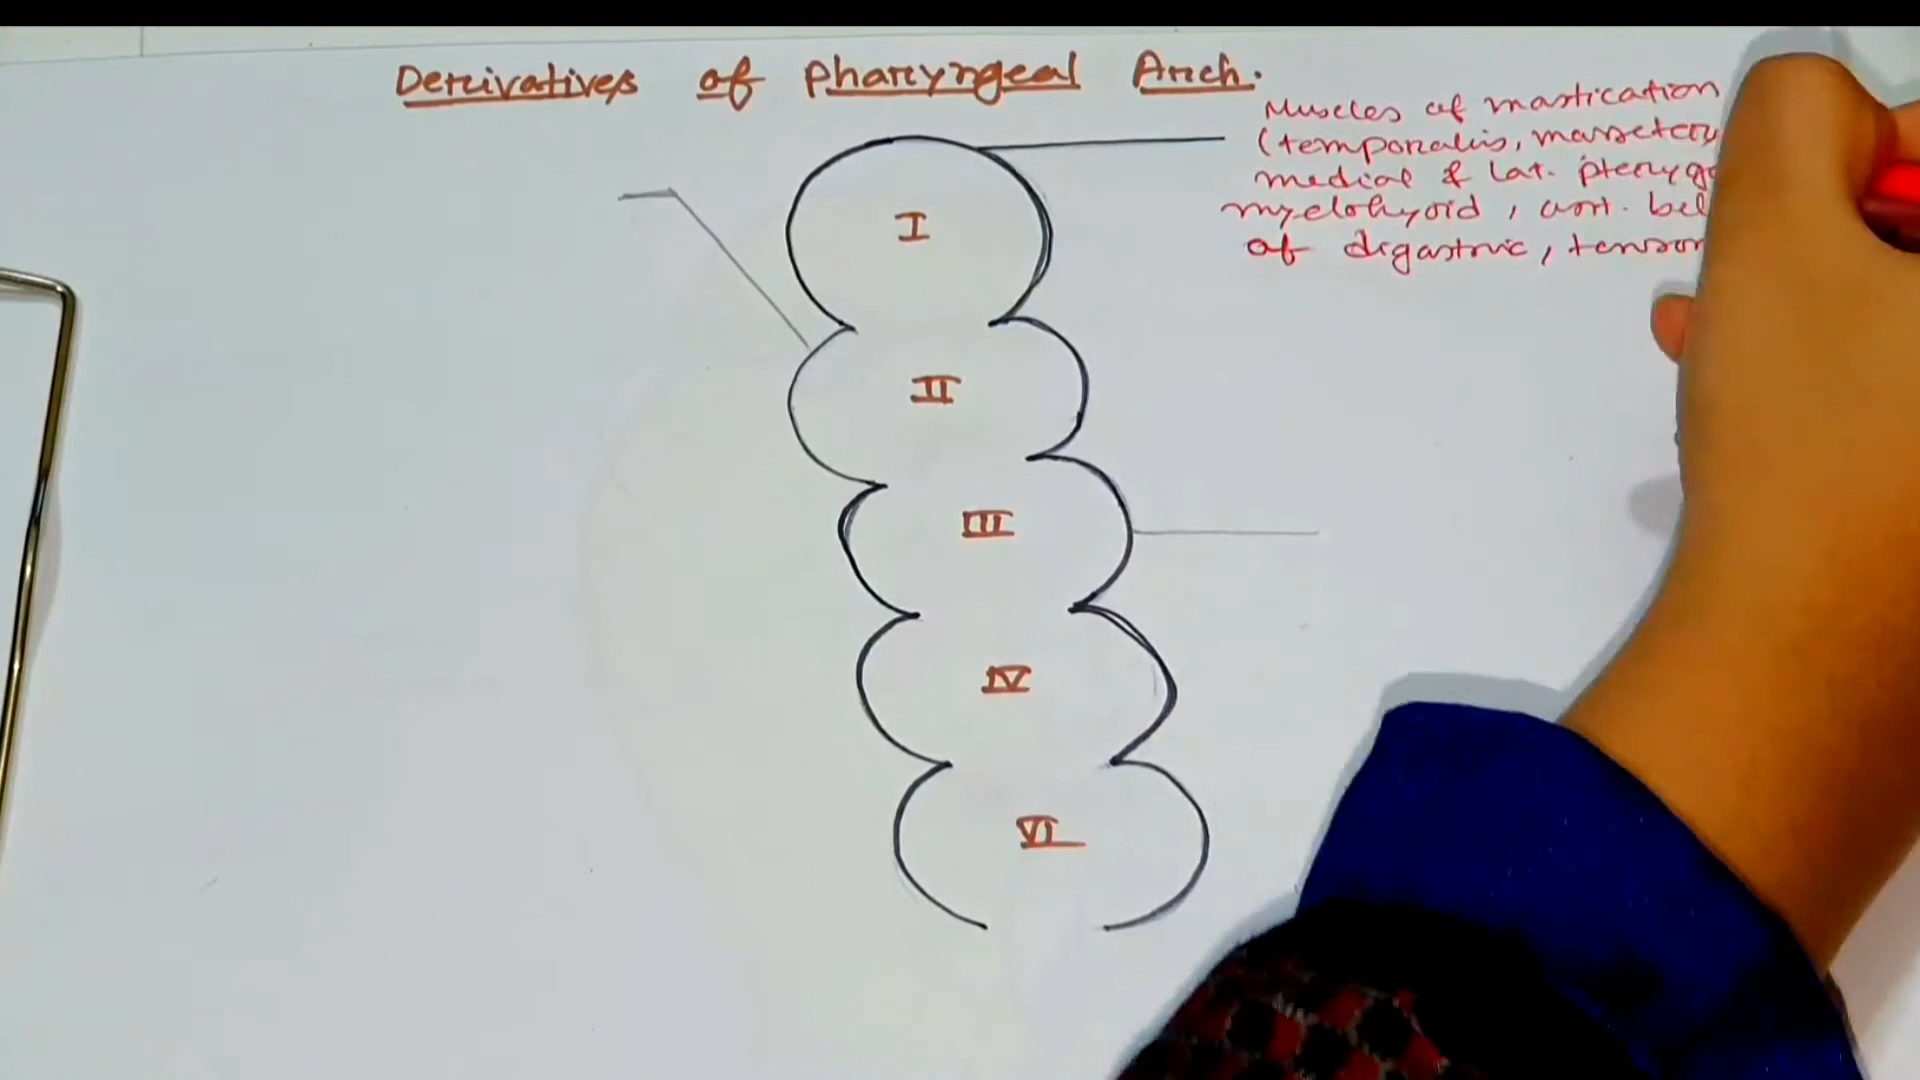 Derivatives of Pharyngeal Arch.
Muscles of mastication
(temporalis, masseter,
medial & Lat. pteryg
myelohyoid, ant. bel
of digastric, tensor
I
II
III
IV
VI